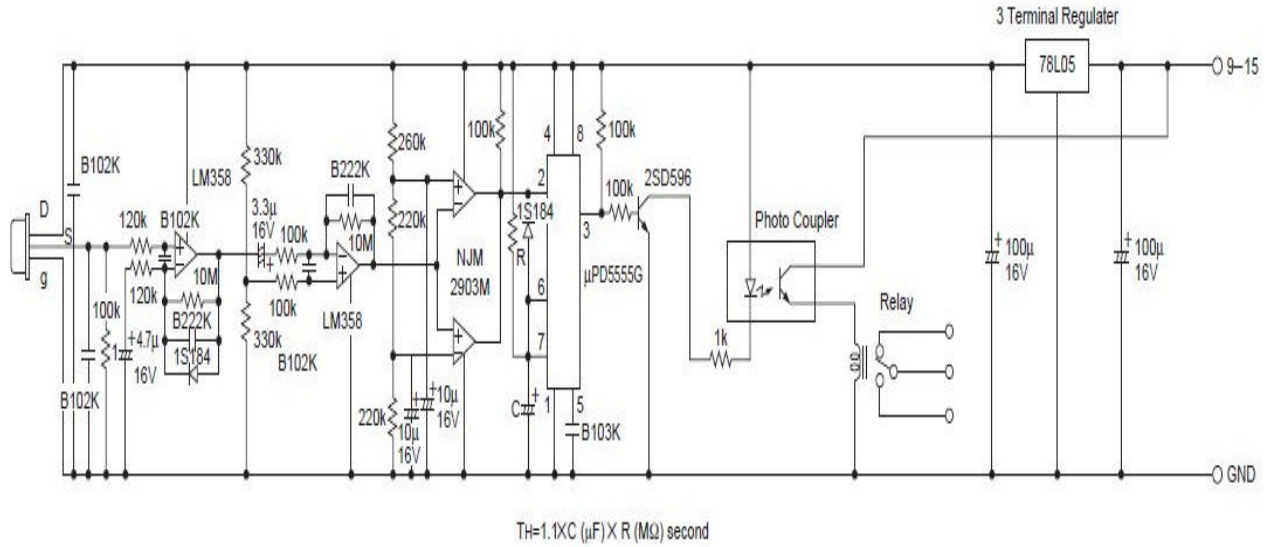 3 Terminal Regulater
78L05
9–15
B102K
LM358
330k
B222K
260k
100k
4
8
100k
2SD596
D
S
g
120k
B102K
3.3µ
16V
100k
10M
220k
2
1S184
3
100k
Photo Coupler
NJM
2903M
R
µPD5555G
100µ
16V
100µ
16V
120k
10M
100k
100k
LM358
6
Relay
B222K
1S184
330k
B102K
7
1k
1
4.7µ
16V
B102K
220k
10µ
16V
10µ
16V
C
1
5
B103K
GND
TH=1.1XC (µF) X R (MΩ) second